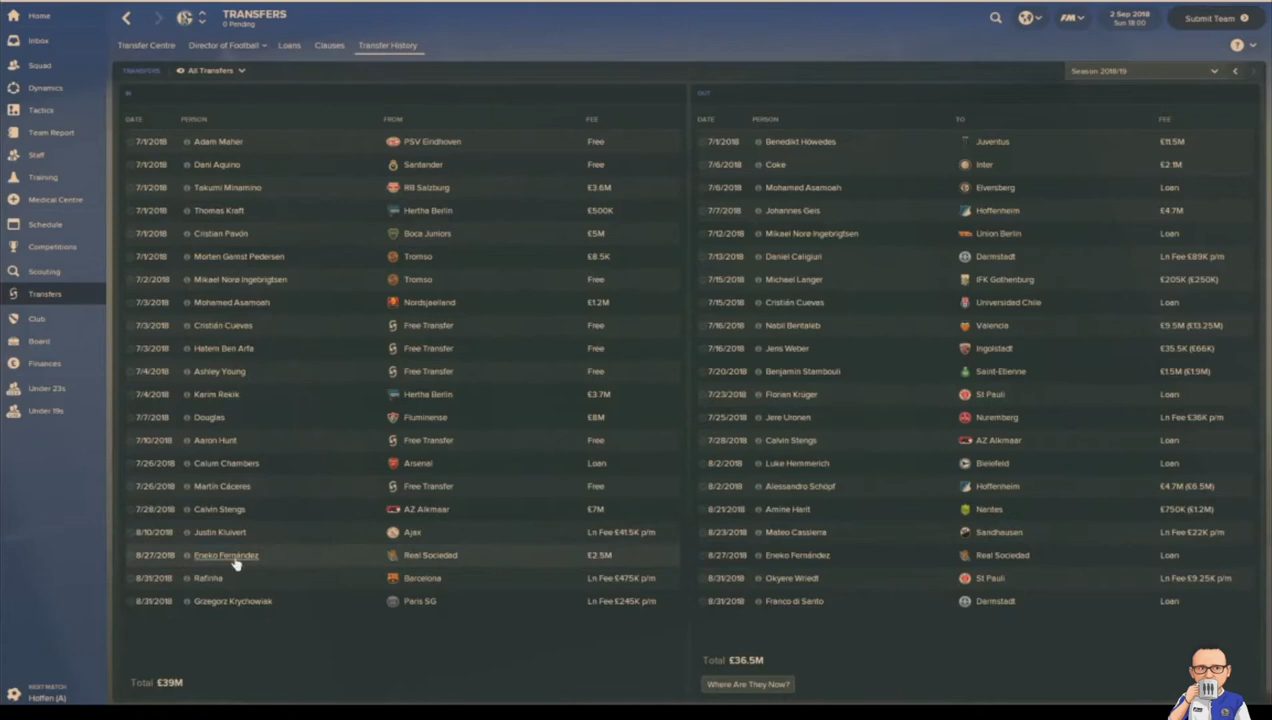 Home
Inbox
Squad
Dynamics
Tactics
Team Report
Staff
Training
Medical Centre
Schedule
Competitions
Scouting
Transfers
Club
Board
Finances
Under 23s
Under 19s
NEXT MATCH
Hoffen (A)
TRANSFERS
0 Pending
FM
2 Sep 2018
Sun 18:00
Submit Team
Transfer Centre Director of Football Loans Clauses Transfer History
?
TRANSFERS All Transfers Season 2018/19
IN
DATE PERSON FROM FEE
7/1/2018 Adam Maher PSV Eindhoven Free
7/1/2018 Dani Aquino Santander Free
7/1/2018 Takumi Minamino RB Salzburg £3.6M
7/1/2018 Thomas Kraft Hertha Berlin £500K
7/1/2018 Cristian Pavón Boca Juniors £5M
7/1/2018 Morten Gamst Pedersen Tromso £8.5K
7/2/2018 Mikael Norø Ingebrigtsen Tromso Free
7/3/2018 Mohamed Asamoah Nordsjaelland £1.2M
7/3/2018 Cristián Cuevas Free Transfer Free
7/3/2018 Hatem Ben Arfa Free Transfer Free
7/4/2018 Ashley Young Free Transfer Free
7/4/2018 Karim Rekik Hertha Berlin £3.7M
7/7/2018 Douglas Fluminense £8M
7/10/2018 Aaron Hunt Free Transfer Free
7/26/2018 Calum Chambers Arsenal Loan
7/26/2018 Martín Cáceres Free Transfer Free
7/28/2018 Calvin Stengs AZ Alkmaar £7M
8/10/2018 Justin Kluivert Ajax Ln Fee £41.5K p/m
8/27/2018 Eneko Fernández Real Sociedad £2.5M
8/31/2018 Rafinha Barcelona Ln Fee £475K p/m
8/31/2018 Grzegorz Krychowiak Paris SG Ln Fee £245K p/m
Total £39M
OUT
DATE PERSON TO FEE
7/1/2018 Benedikt Höwedes Juventus £11.5M
7/6/2018 Coke Inter £2.1M
7/6/2018 Mohamed Asamoah Elversberg Loan
7/7/2018 Johannes Geis Hoffenheim £4.7M
7/12/2018 Mikael Norø Ingebrigtsen Union Berlin Loan
7/13/2018 Daniel Caligiuri Darmstadt Ln Fee £89K p/m
7/15/2018 Michael Langer IFK Gothenburg £205K (£250K)
7/15/2018 Cristián Cuevas Universidad Chile Loan
7/16/2018 Nabil Bentaleb Valencia £9.5M (£13.25M)
7/16/2018 Jens Weber Ingolstadt £35.5K (£66K)
7/20/2018 Benjamin Stambouli Saint-Etienne £1.5M (£1.9M)
7/23/2018 Florian Krüger St Pauli Loan
7/25/2018 Jere Uronen Nuremberg Ln Fee £36K p/m
7/28/2018 Calvin Stengs AZ Alkmaar Loan
8/2/2018 Luke Hemmerich Bielefeld Loan
8/2/2018 Alessandro Schöpf Hoffenheim £4.7M (£6.5M)
8/21/2018 Amine Harit Nantes £750K (£1.2M)
8/23/2018 Mateo Cassierra Sandhausen Ln Fee £22K p/m
8/27/2018 Eneko Fernández Real Sociedad Loan
8/31/2018 Okyere Wriedt St Pauli Ln Fee £9.25K p/m
8/31/2018 Franco di Santo Darmstadt Loan
Total £36.5M
Where Are They Now?